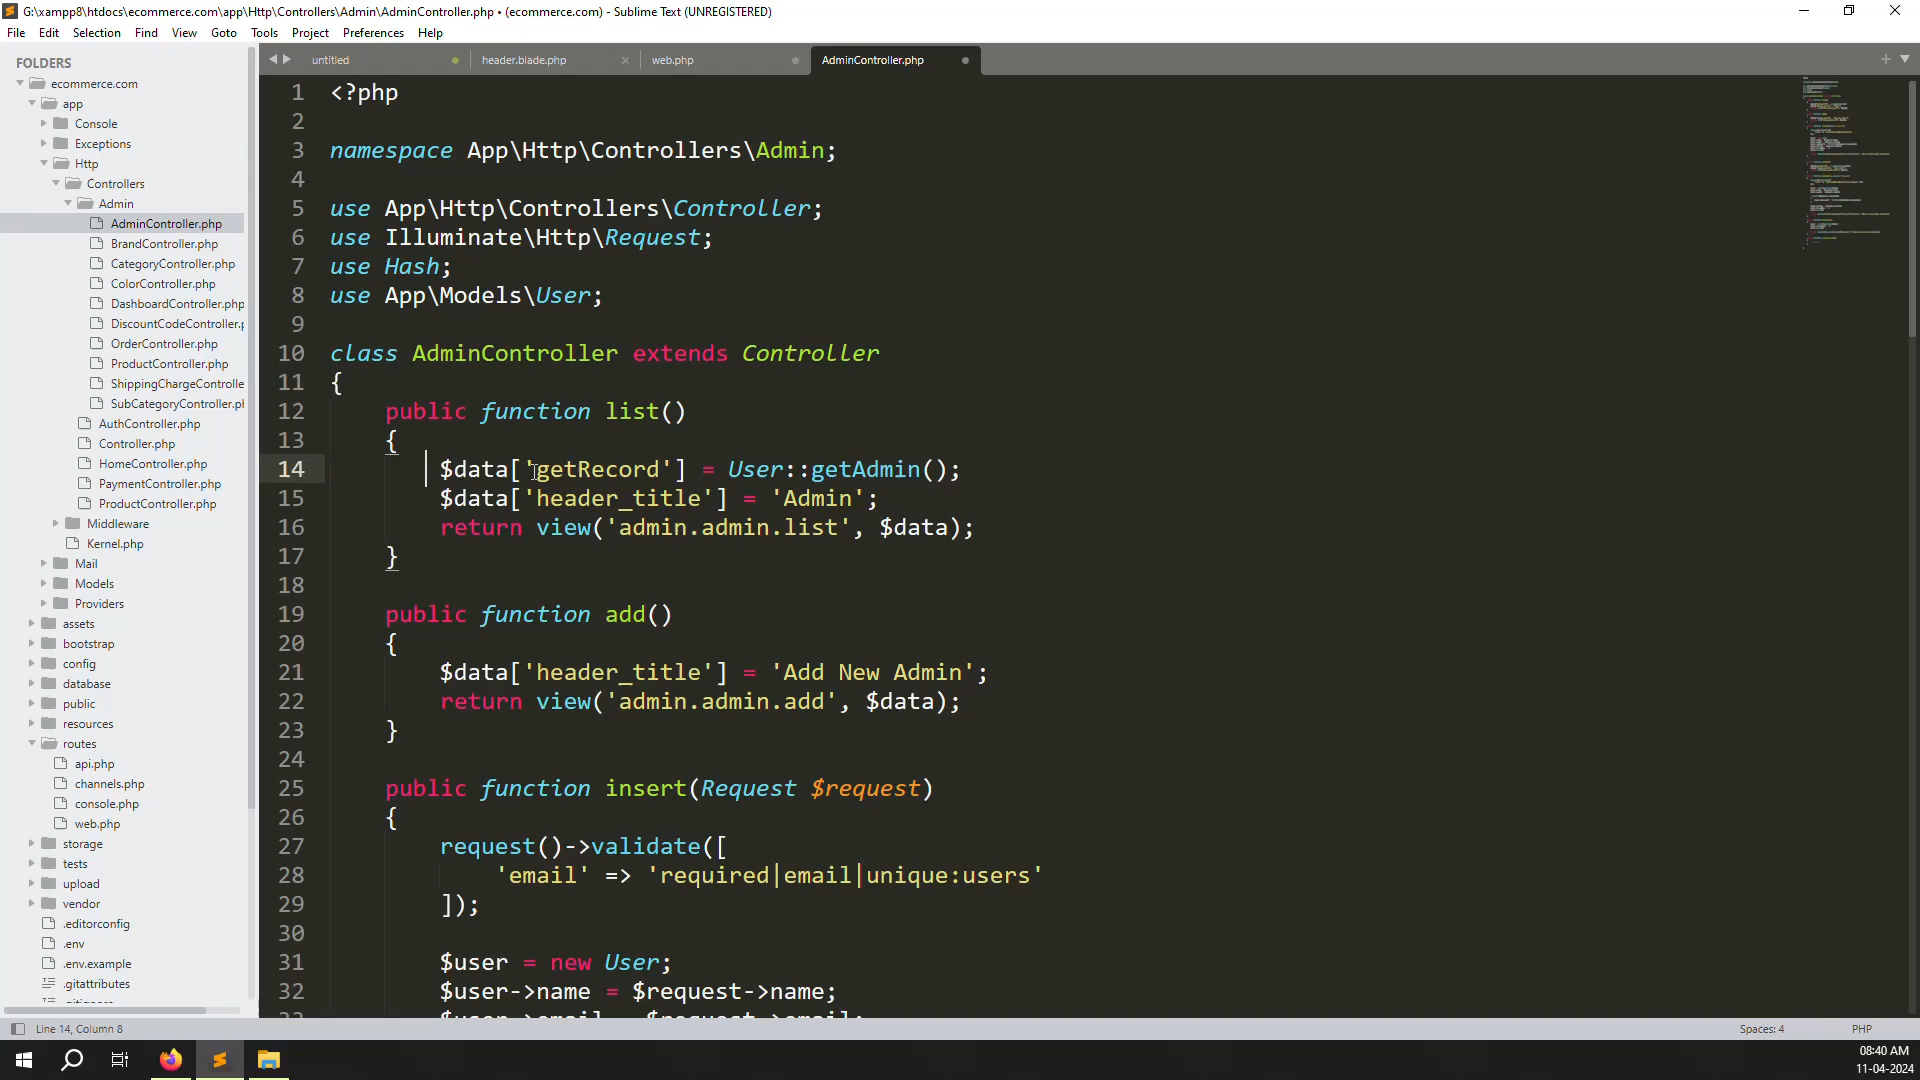 G:\xampp8\htdocs\ecommerce.com\app\Http\Controllers\Admin\AdminController.php • (ecommerce.com) - Sublime Text (UNREGISTERED)
File Edit Selection Find View Goto Tools Project Preferences Help
FOLDERS
ecommerce.com
app
Console
Exceptions
Http
Controllers
Admin
AdminController.php
BrandController.php
CategoryController.php
ColorController.php
DashboardController.php
DiscountCodeController.p
OrderController.php
ProductController.php
ShippingChargeControlle
SubCategoryController.ph
AuthController.php
Controller.php
HomeController.php
PaymentController.php
ProductController.php
Middleware
Kernel.php
Mail
Models
Providers
assets
bootstrap
config
database
public
resources
routes
api.php
channels.php
console.php
web.php
storage
tests
upload
vendor
.editorconfig
.env
.env.example
.gitattributes
untitled header.blade.php web.php AdminController.php
1 <?php
2
3 namespace App\Http\Controllers\Admin;
4
5 use App\Http\Controllers\Controller;
6 use Illuminate\Http\Request;
7 use Hash;
8 use App\Models\User;
9
10 class AdminController extends Controller
11 {
12 public function list()
13 {
14 $data['getRecord'] = User::getAdmin();
15 $data['header_title'] = 'Admin';
16 return view('admin.admin.list', $data);
17 }
18
19 public function add()
20 {
21 $data['header_title'] = 'Add New Admin';
22 return view('admin.admin.add', $data);
23 }
24
25 public function insert(Request $request)
26 {
27 request()->validate([
28 'email' => 'required|email|unique:users'
29 ]);
30
31 $user = new User;
32 $user->name = $request->name;
33 $user->email = $request->email;
Line 14, Column 8
Spaces: 4
PHP
08:40 AM
11-04-2024